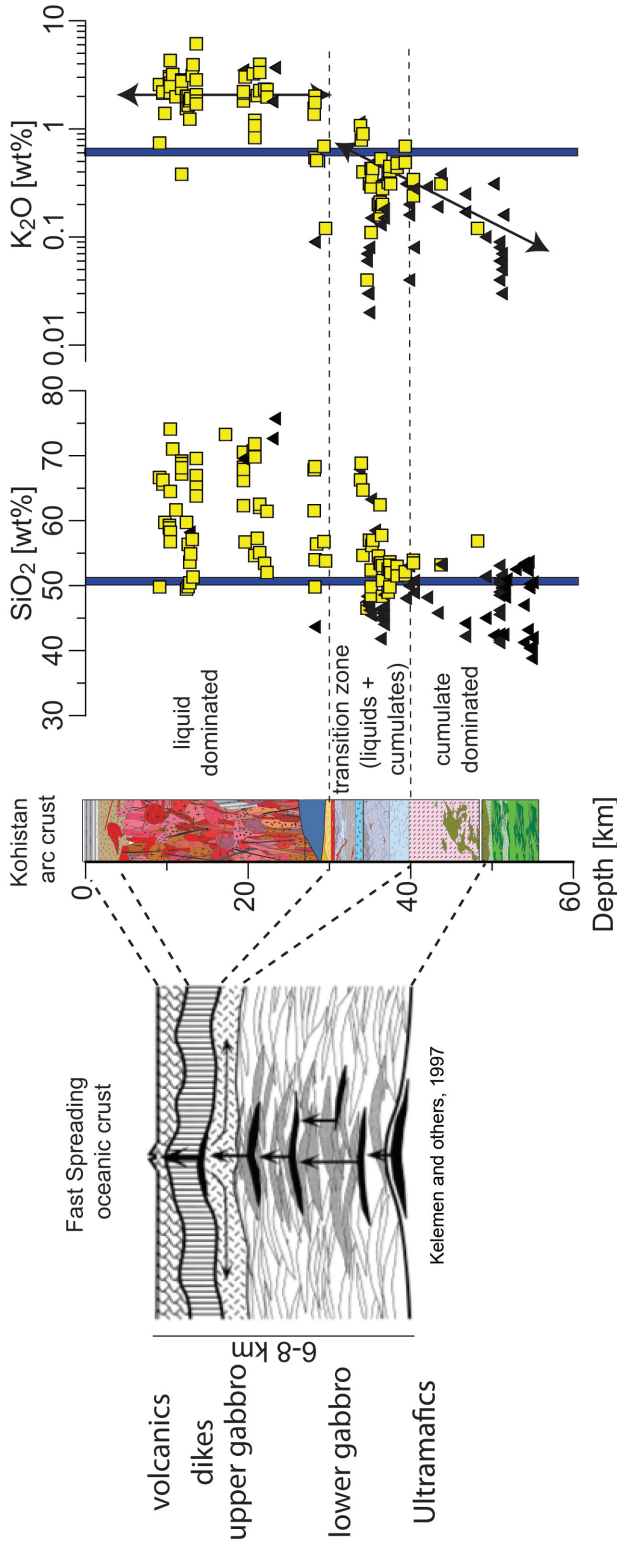 Fast Spreading
oceanic crust
volcanics
dikes
upper gabbro
lower gabbro
Ultramafics
6-8 km
Kelemen and others, 1997
Kohistan
arc crust
0
20
40
60
Depth [km]
liquid
dominated
transition zone
(liquids +
cumulates)
cumulate
dominated
SiO₂ [wt%]
30
40
50
60
70
80
K₂O [wt%]
0.01
0.1
1
10